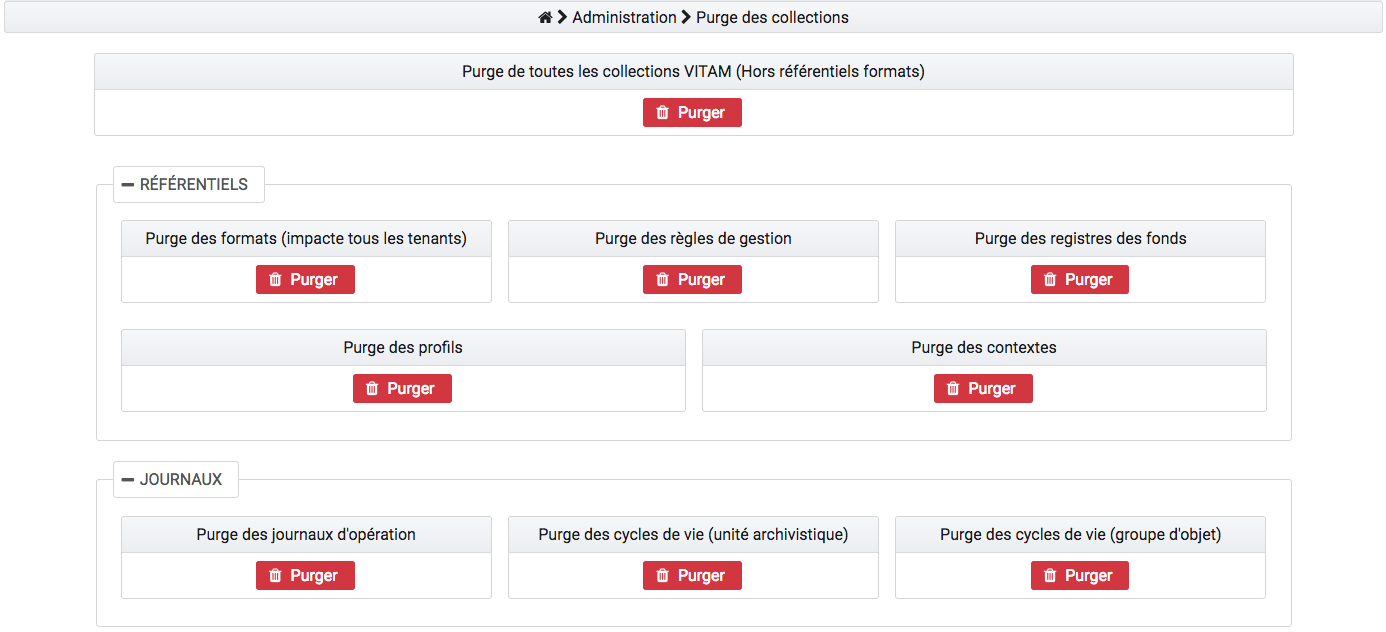 Administration Purge des collections
Purge de toutes les collections VITAM (Hors référentiels formats)
Purger
RÉFÉRENTIELS
Purge des formats (impacte tous les tenants)
Purger
Purge des règles de gestion
Purger
Purge des registres des fonds
Purger
Purge des profils
Purger
Purge des contextes
Purger
JOURNAUX
Purge des journaux d'opération
Purger
Purge des cycles de vie (unité archivistique)
Purger
Purge des cycles de vie (groupe d'objet)
Purger